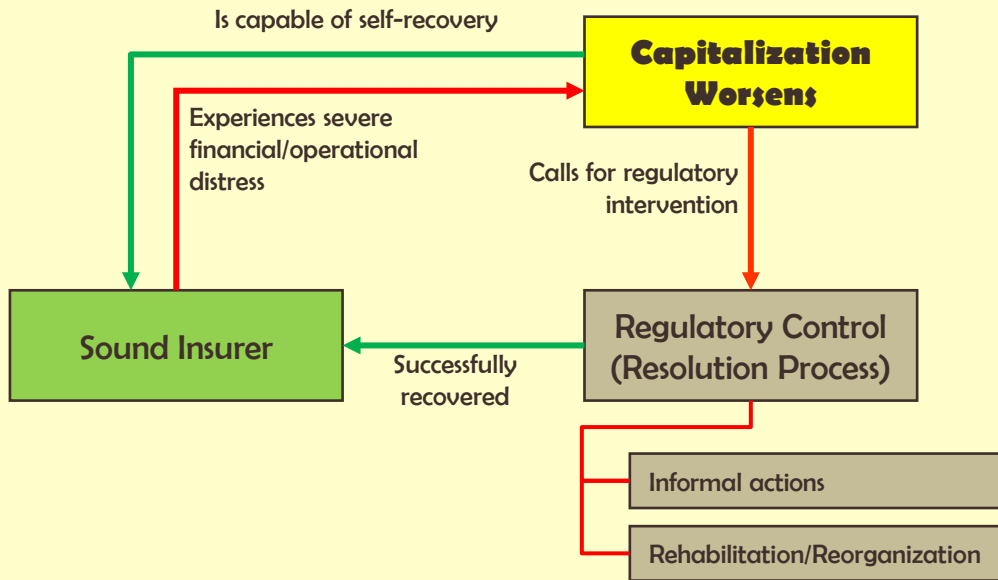 Is capable of self-recovery
Capitalization
Worsens
Experiences severe
financial/operational
distress
Calls for regulatory
intervention
Sound Insurer
Successfully
recovered
Regulatory Control
(Resolution Process)
Informal actions
Rehabilitation/Reorganization